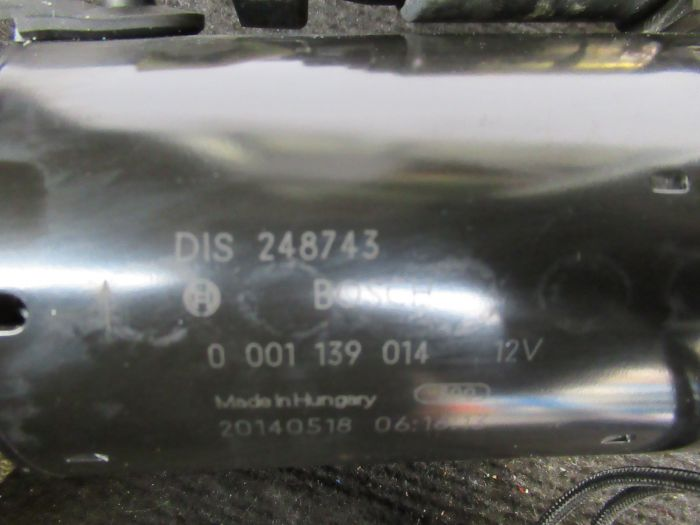 DIS 248743
BOSCH
0 001 139 014 12V
Made in Hungary
20140518